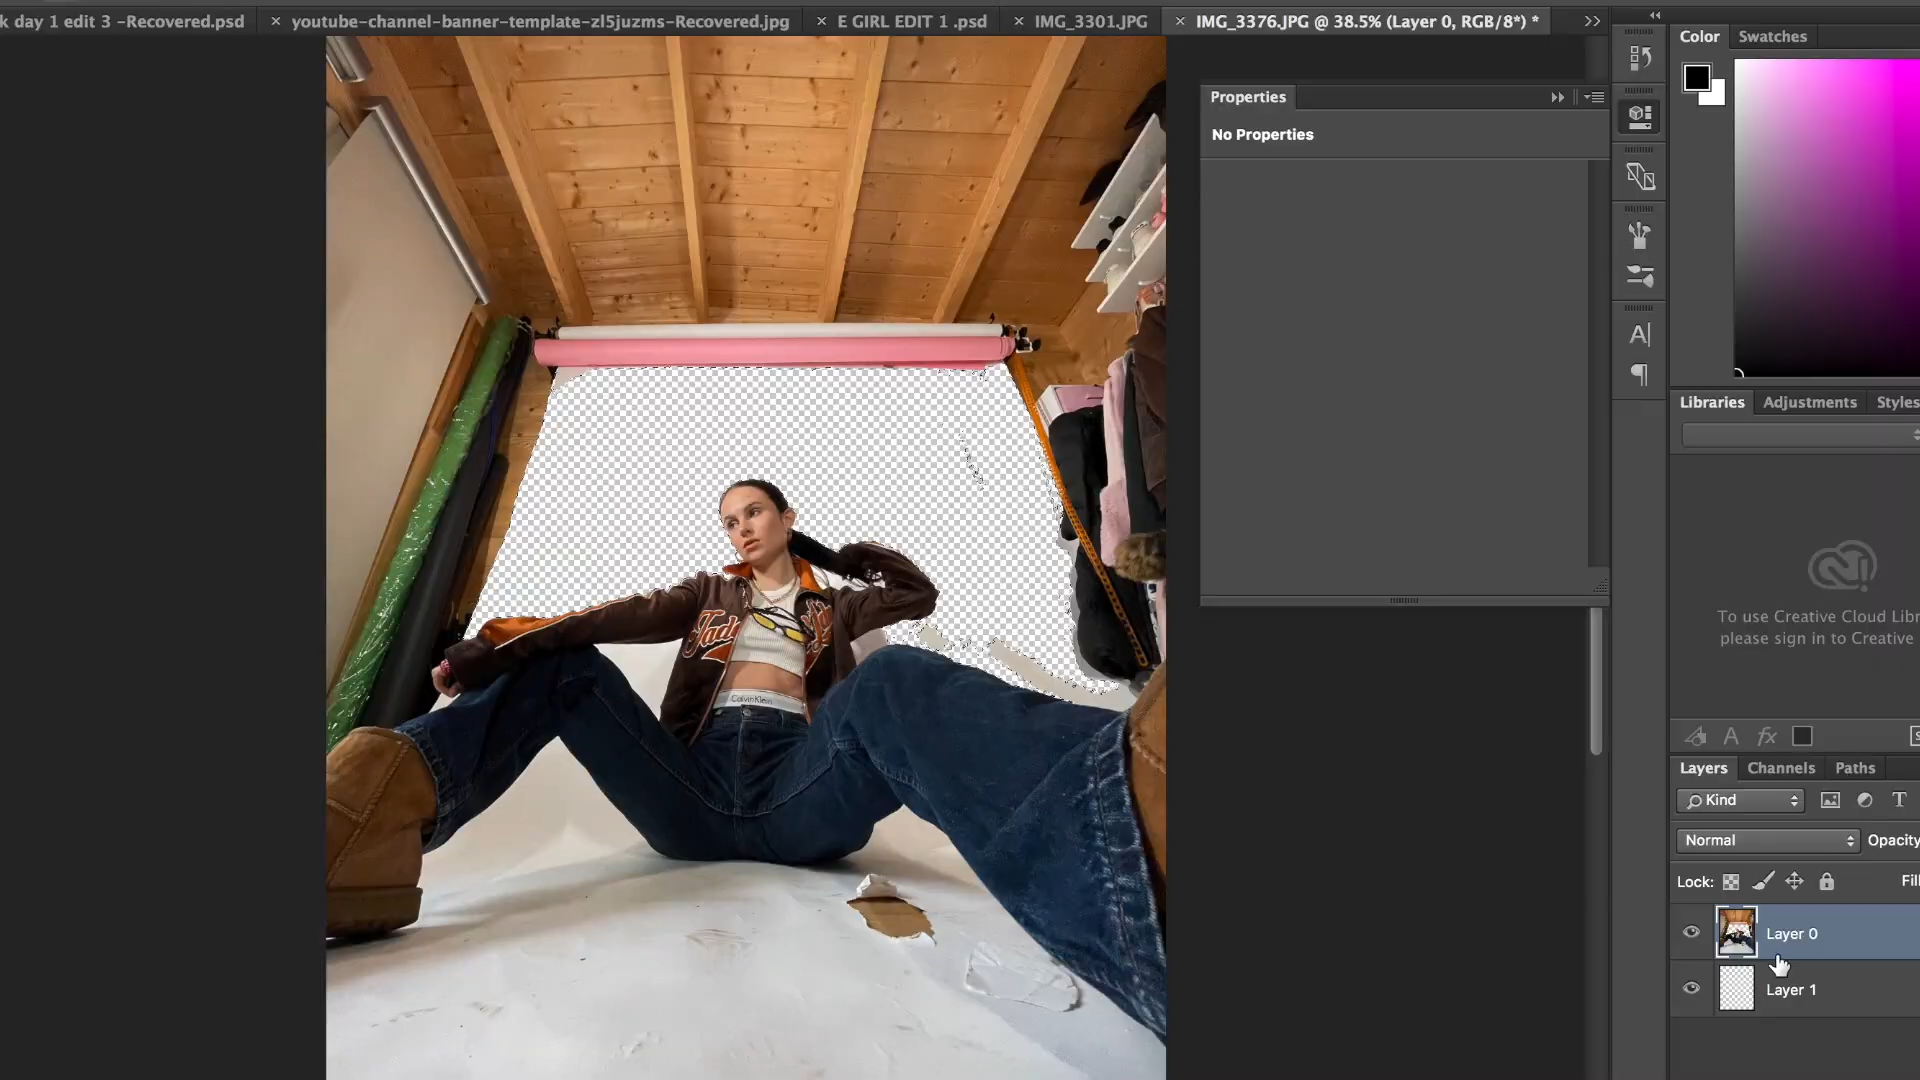 k day 1 edit 3 -Recovered.psd
× youtube-channel-banner-template-zl5juzms-Recovered.jpg
× E GIRL EDIT 1 .psd
× IMG_3301.JPG
× IMG_3376.JPG @ 38.5% (Layer 0, RGB/8*) *
Properties
No Properties
Color Swatches
Libraries Adjustments Styles
To use Creative Cloud Libr
please sign in to Creative
Layers Channels Paths
Kind
Normal Opacity
Lock: Fill
Layer 0
Layer 1
Jade
Calvin Klein